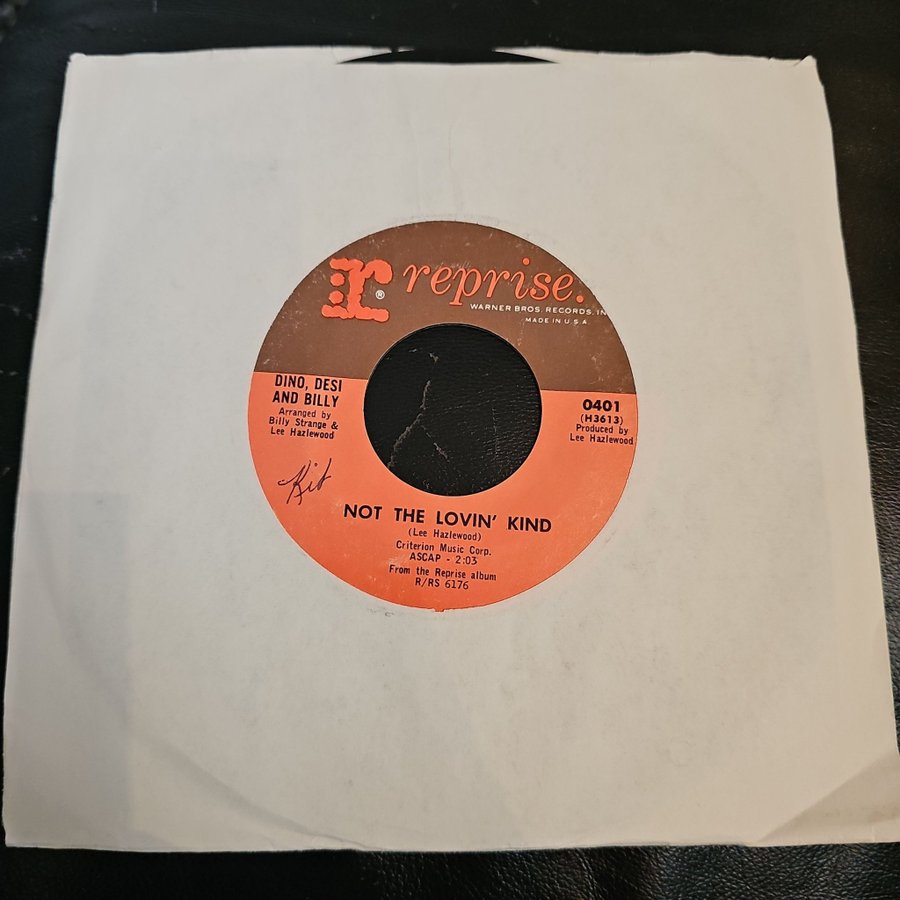 r® reprise.
WARNER BROS. RECORDS, IN
MADE IN U.S.A.
DINO, DESI
AND BILLY
Arranged by
Billy Strange &
Lee Hazlewood
0401
(H3613)
Produced by
Lee Hazlewood
Kit
NOT THE LOVIN' KIND
(Lee Hazlewood)
Criterion Music Corp.
ASCAP - 2:03
From the Reprise album
R/RS 6176